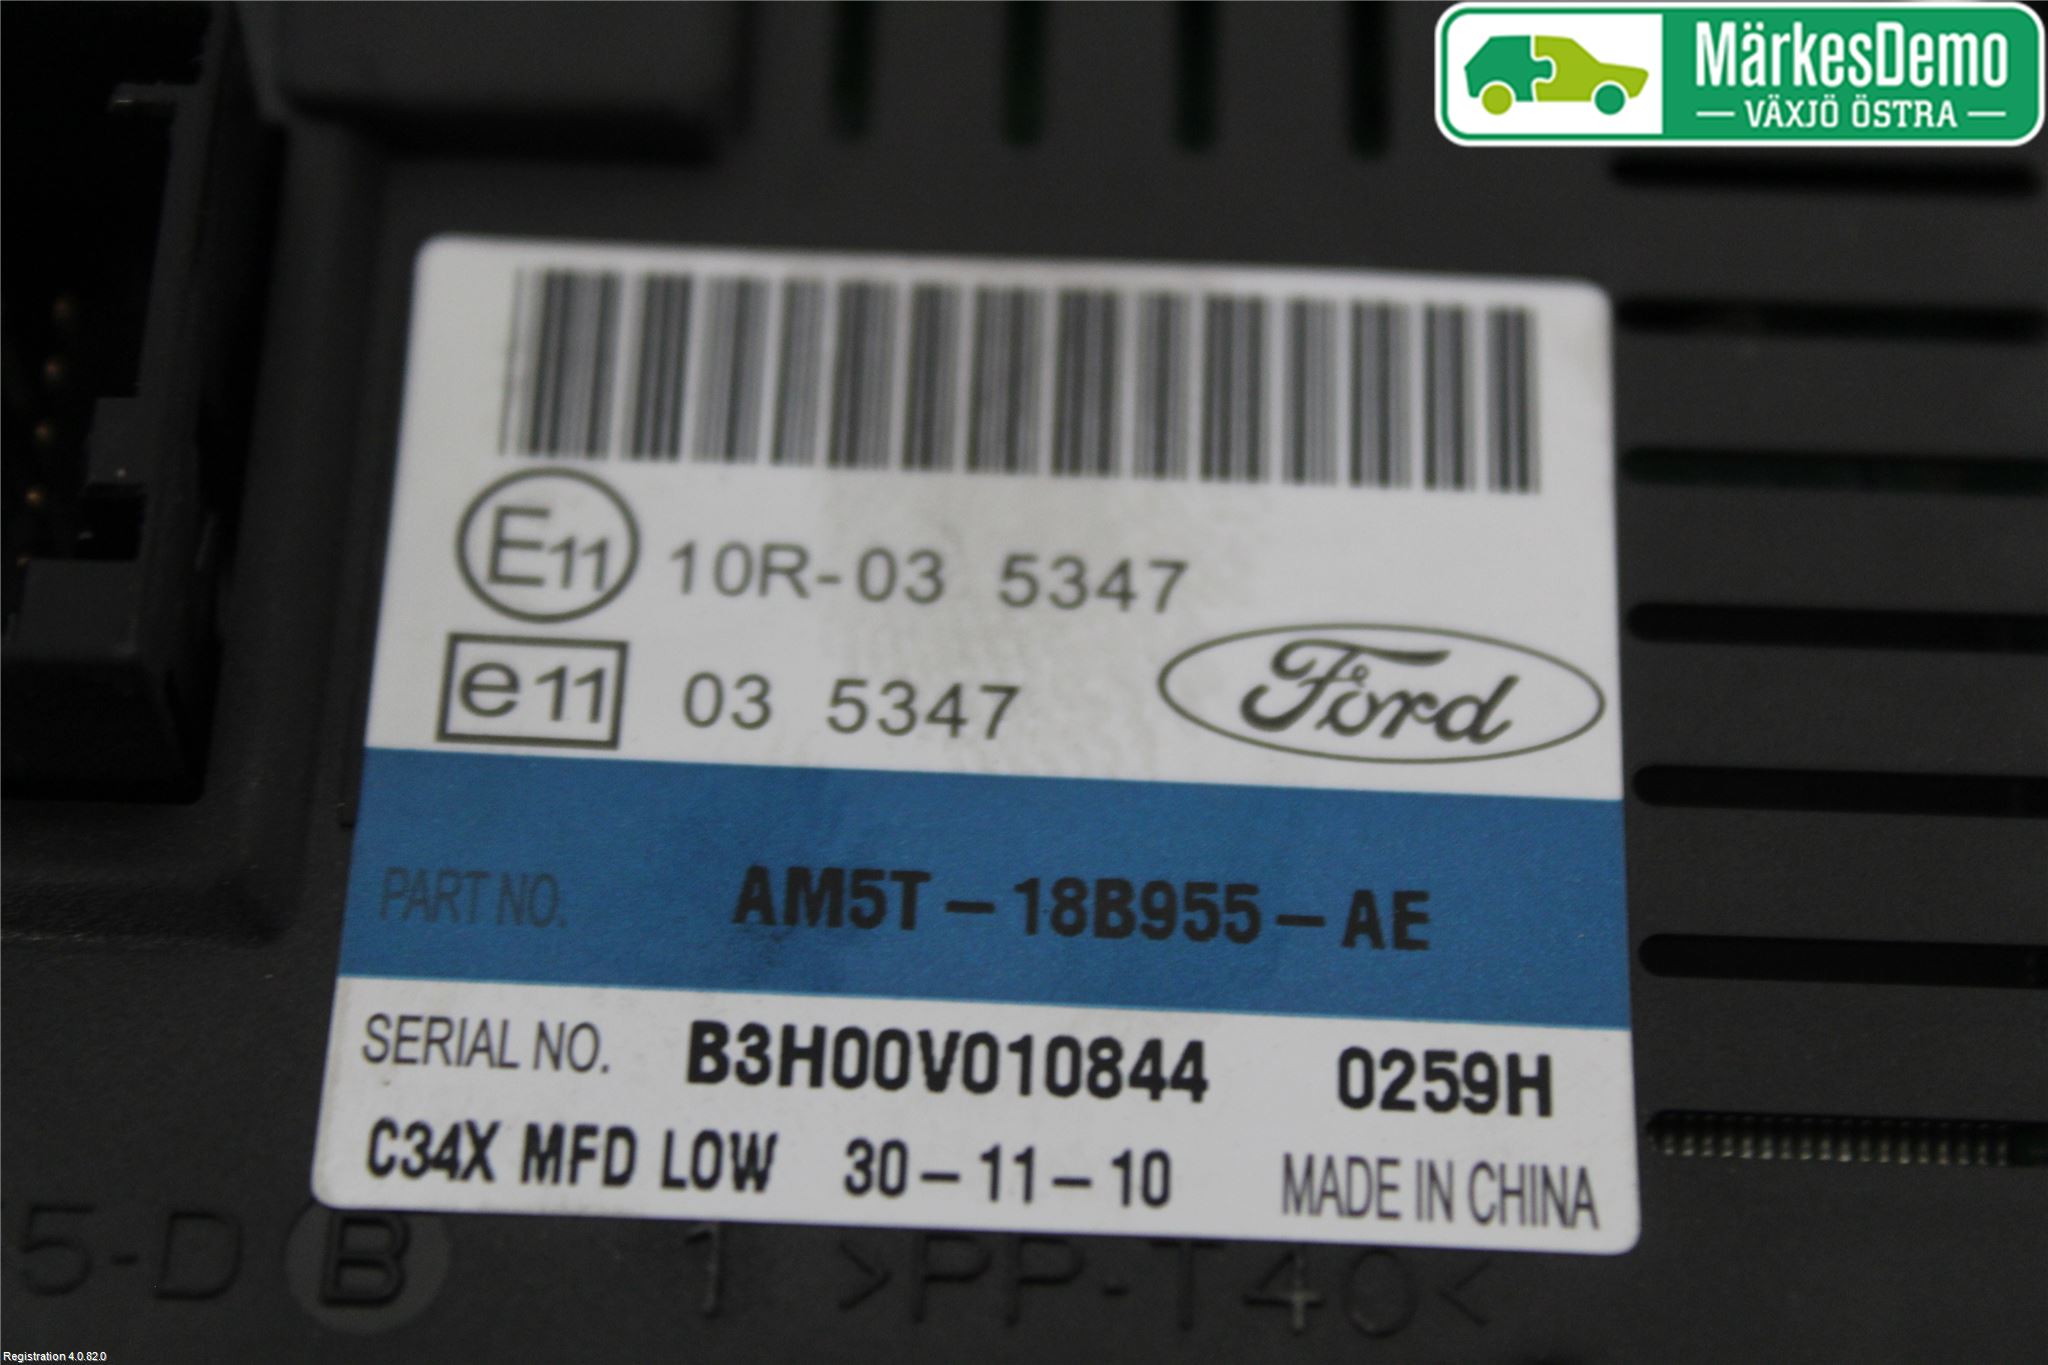 MärkesDemo
VÄXJÖ ÖSTRA
E11 10R-03 5347
e11 03 5347
Ford
PART NO. AM5T-18B955-AE
SERIAL NO. B3H00V010844 0259H
C34X MFD LOW 30-11-10 MADE IN CHINA
5-D B 1 >PP-T40<
Registration 4.0.82.0